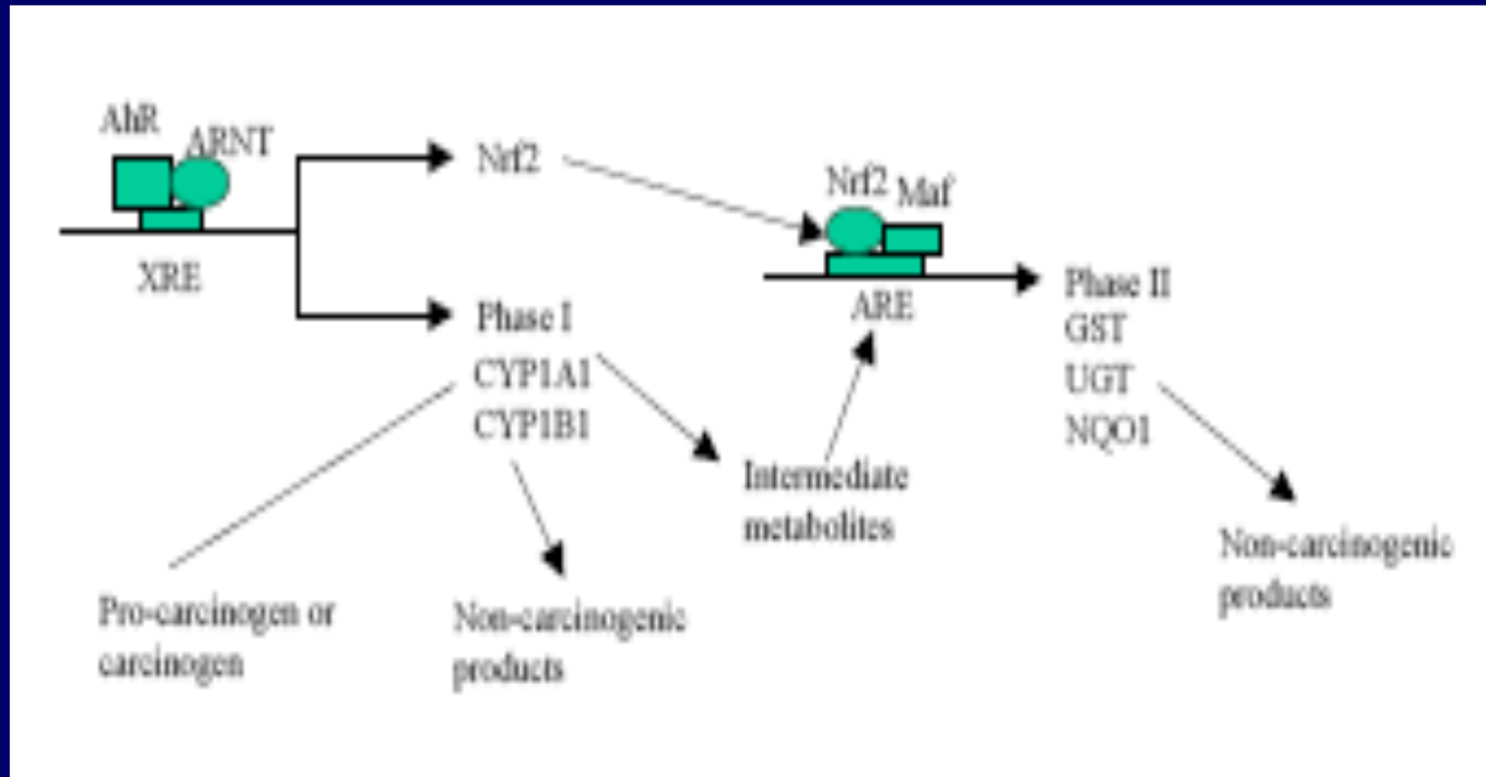 AhR
ARNT
XRE
Nrf2
Phase I
CYP1A1
CYP1B1
Pro-carcinogen or
carcinogen
Non-carcinogenic
products
Intermediate
metabolites
Nrf2
Maf
ARE
Phase II
GST
UGT
NQO1
Non-carcinogenic
products